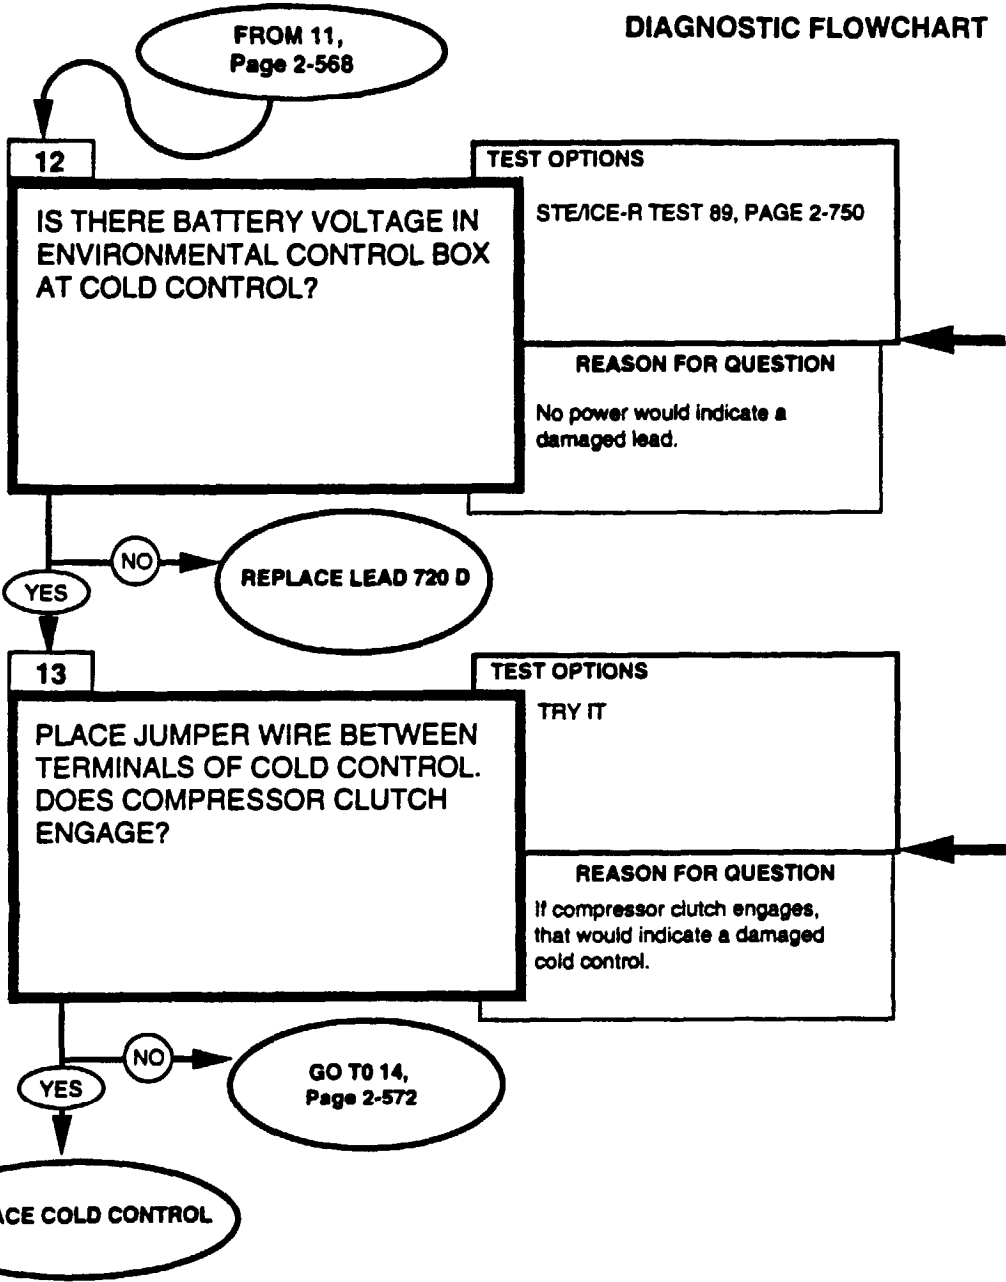 DIAGNOSTIC FLOWCHART
FROM 11,
Page 2-568
12
IS THERE BATTERY VOLTAGE IN
ENVIRONMENTAL CONTROL BOX
AT COLD CONTROL?
TEST OPTIONS
STE/ICE-R TEST 89, PAGE 2-750
REASON FOR QUESTION
No power would indicate a
damaged lead.
NO
REPLACE LEAD 720 D
YES
13
PLACE JUMPER WIRE BETWEEN
TERMINALS OF COLD CONTROL.
DOES COMPRESSOR CLUTCH
ENGAGE?
TEST OPTIONS
TRY IT
REASON FOR QUESTION
If compressor clutch engages,
that would indicate a damaged
cold control.
NO
GO TO 14,
Page 2-572
YES
ACE COLD CONTROL